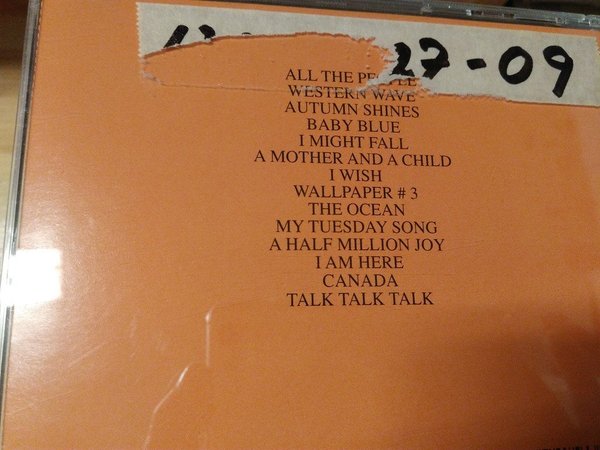 27-09
ALL THE PEOPLE
WESTERN WAVE
AUTUMN SHINES
BABY BLUE
I MIGHT FALL
A MOTHER AND A CHILD
I WISH
WALLPAPER # 3
THE OCEAN
MY TUESDAY SONG
A HALF MILLION JOY
I AM HERE
CANADA
TALK TALK TALK